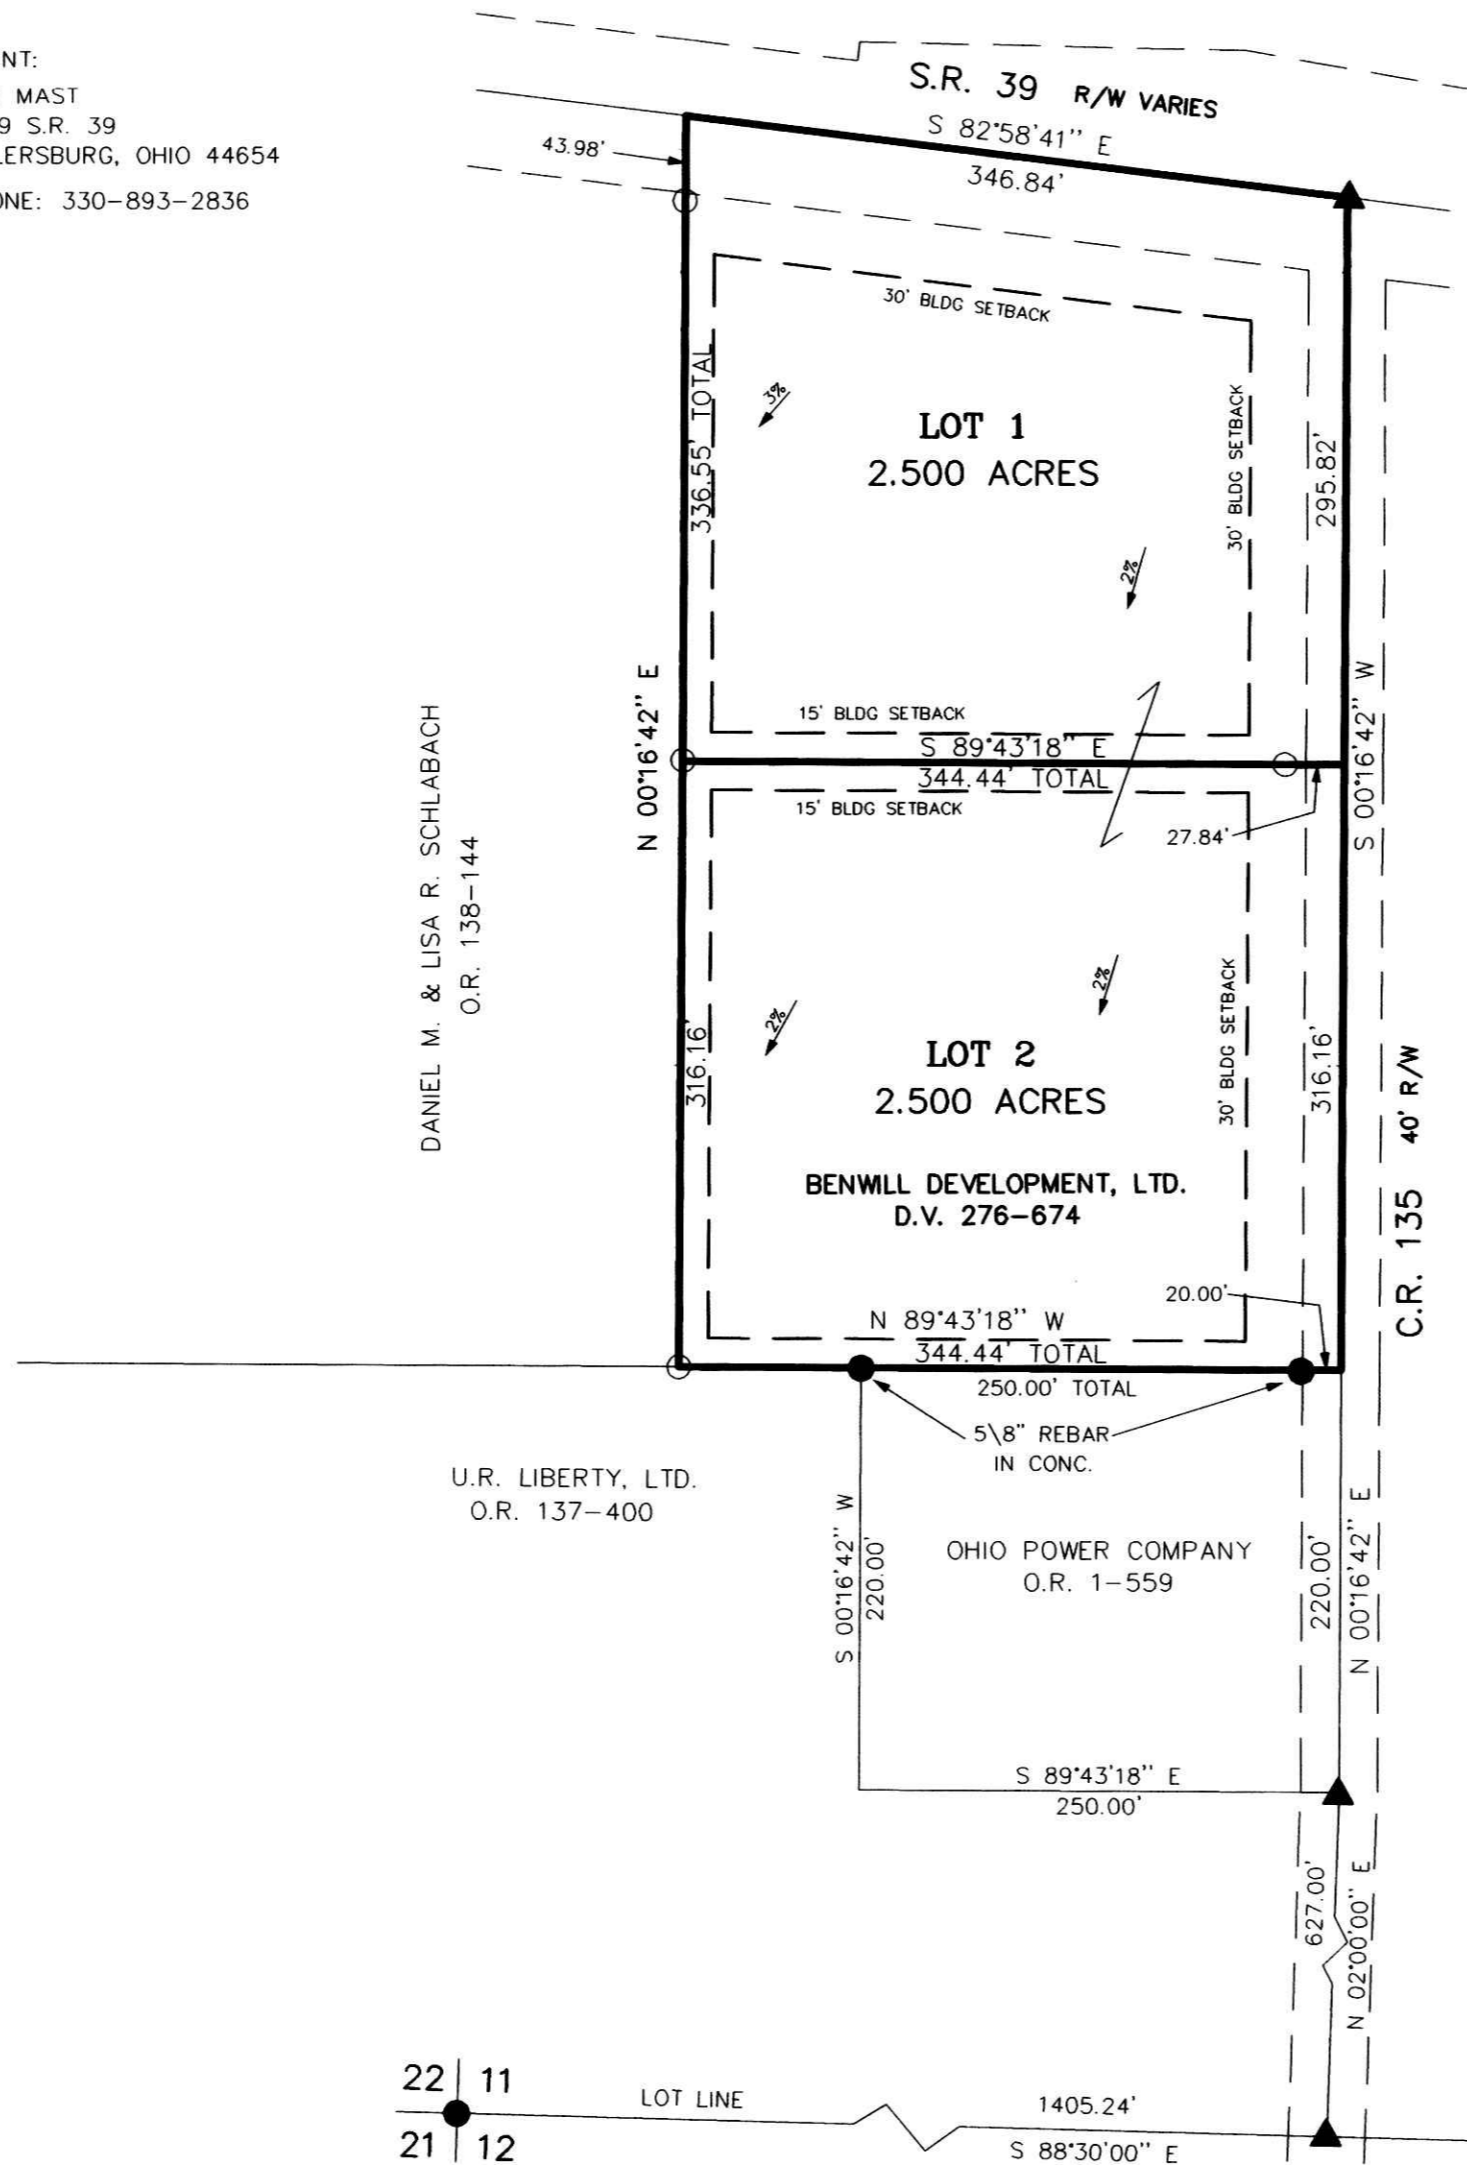 NT:
MAST
9 S.R. 39
LERSBURG, OHIO 44654
ONE: 330-893-2836
S.R. 39 R/W VARIES
S 82°58'41" E
346.84'
43.98'
30' BLDG SETBACK
336.55' TOTAL
3%
LOT 1
2.500 ACRES
30' BLDG SETBACK
295.82'
2%
N 00°16'42" E
S 00°16'42" W
15' BLDG SETBACK
S 89°43'18" E
344.44' TOTAL
15' BLDG SETBACK
27.84'
DANIEL M. & LISA R. SCHLABACH
O.R. 138-144
316.16'
2%
2%
LOT 2
2.500 ACRES
30' BLDG SETBACK
316.16'
C.R. 135 40' R/W
BENWILL DEVELOPMENT, LTD.
D.V. 276-674
20.00'
N 89°43'18" W
344.44' TOTAL
250.00' TOTAL
5\8" REBAR
IN CONC.
U.R. LIBERTY, LTD.
O.R. 137-400
S 00°16'42" W
220.00'
OHIO POWER COMPANY
O.R. 1-559
220.00'
N 00°16'42" E
S 89°43'18" E
250.00'
627.00'
N 02°00'00" E
22 11
21 12
LOT LINE
1405.24'
S 88°30'00" E